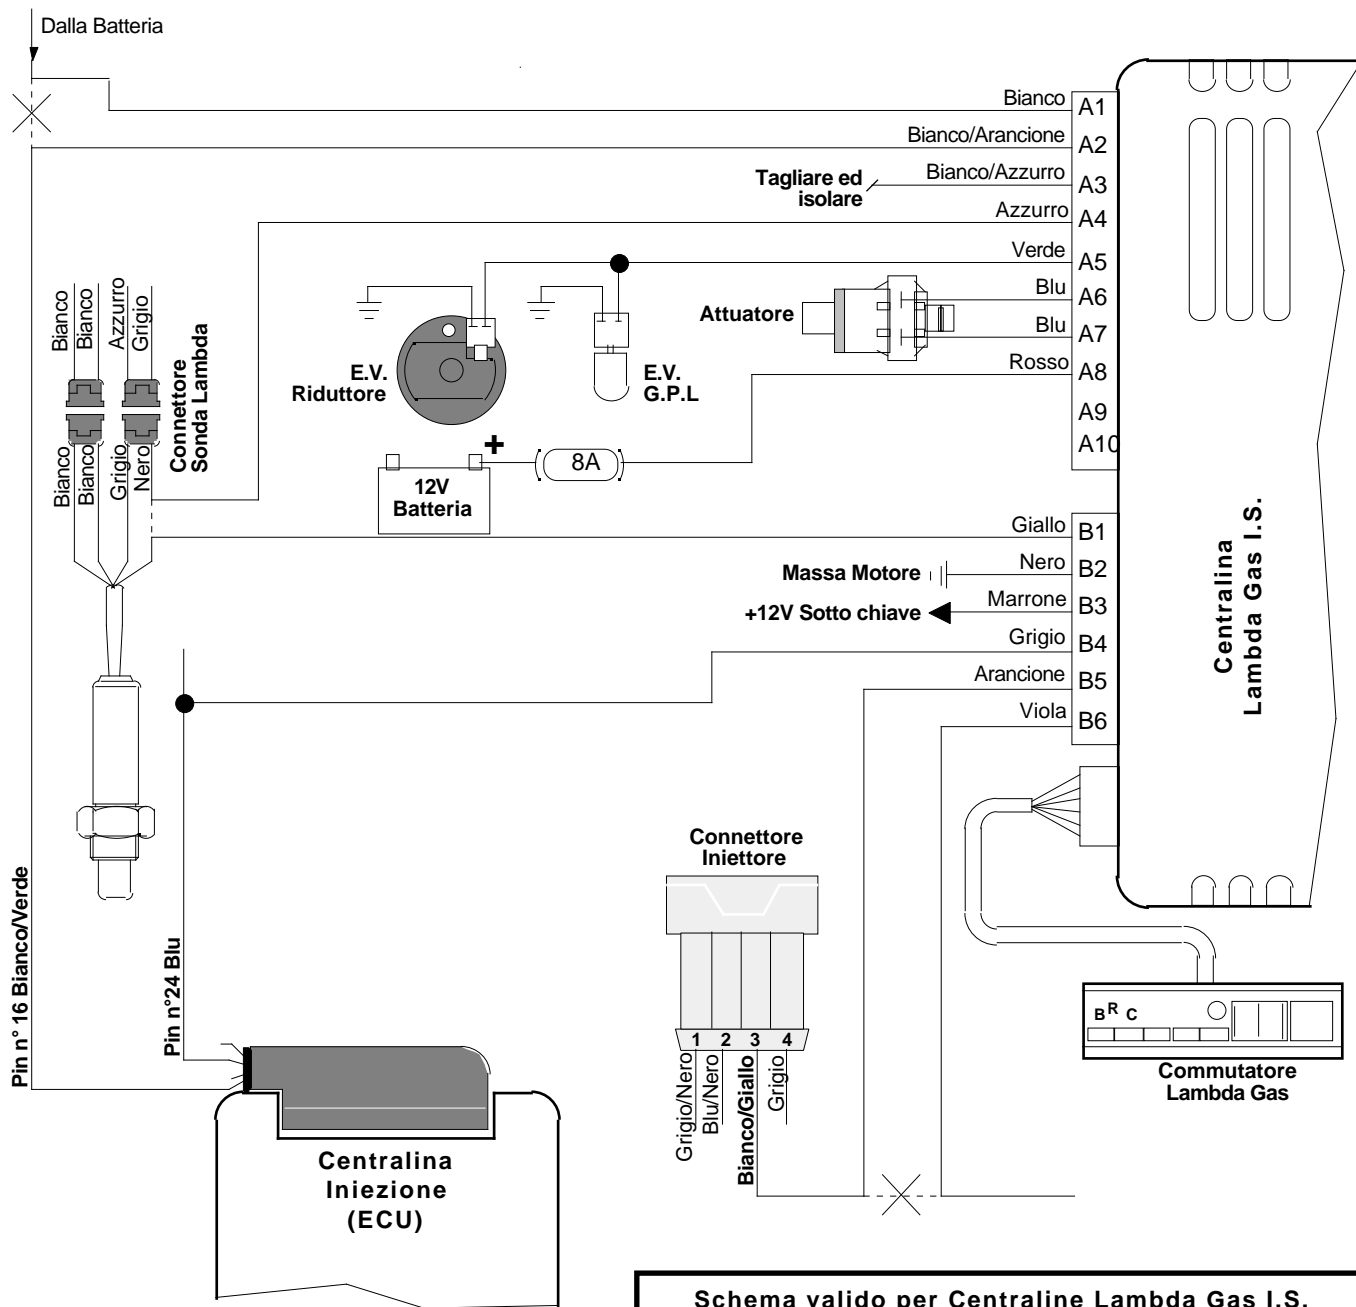 Dalla Batteria
Bianco
A1
Bianco/Arancione
A2
Bianco/Azzurro
A3
Tagliare ed
isolare
Azzurro
A4
Verde
A5
Blu
A6
Attuatore
Blu
A7
Rosso
A8
A9
A10
Bianco
Bianco
Azzurro
Grigio
Connettore
Sonda Lambda
E.V.
Riduttore
E.V.
G.P.L
Bianco
Bianco
Grigio
Nero
+
8A
12V
Batteria
Giallo
B1
Massa Motore
Nero
B2
+12V Sotto chiave
Marrone
B3
Grigio
B4
Arancione
B5
Viola
B6
Centralina
Lambda Gas I.S.
Connettore
Iniettore
1 2 3 4
Grigio/Nero
Blu/Nero
Bianco/Giallo
Grigio
Pin n° 16 Bianco/Verde
Pin n°24 Blu
B R C
Commutatore
Lambda Gas
Centralina
Iniezione
(ECU)
Schema valido per Centraline Lambda Gas I.S.